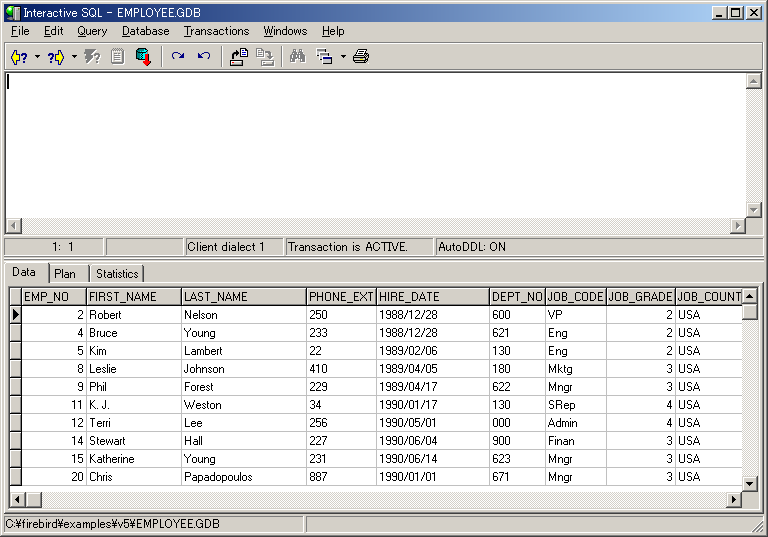 Interactive SQL - EMPLOYEE.GDB
File Edit Query Database Transactions Windows Help
1: 1 Client dialect 1 Transaction is ACTIVE. AutoDDL: ON
Data Plan Statistics
EMP_NO FIRST_NAME LAST_NAME PHONE_EXT HIRE_DATE DEPT_NO JOB_CODE JOB_GRADE JOB_COUNT
2 Robert Nelson 250 1988/12/28 600 VP 2 USA
4 Bruce Young 233 1988/12/28 621 Eng 2 USA
5 Kim Lambert 22 1989/02/06 130 Eng 2 USA
8 Leslie Johnson 410 1989/04/05 180 Mktg 3 USA
9 Phil Forest 229 1989/04/17 622 Mngr 3 USA
11 K. J. Weston 34 1990/01/17 130 SRep 4 USA
12 Terri Lee 256 1990/05/01 000 Admin 4 USA
14 Stewart Hall 227 1990/06/04 900 Finan 3 USA
15 Katherine Young 231 1990/06/14 623 Mngr 3 USA
20 Chris Papadopoulos 887 1990/01/01 671 Mngr 3 USA
C:¥firebird¥examples¥v5¥EMPLOYEE.GDB